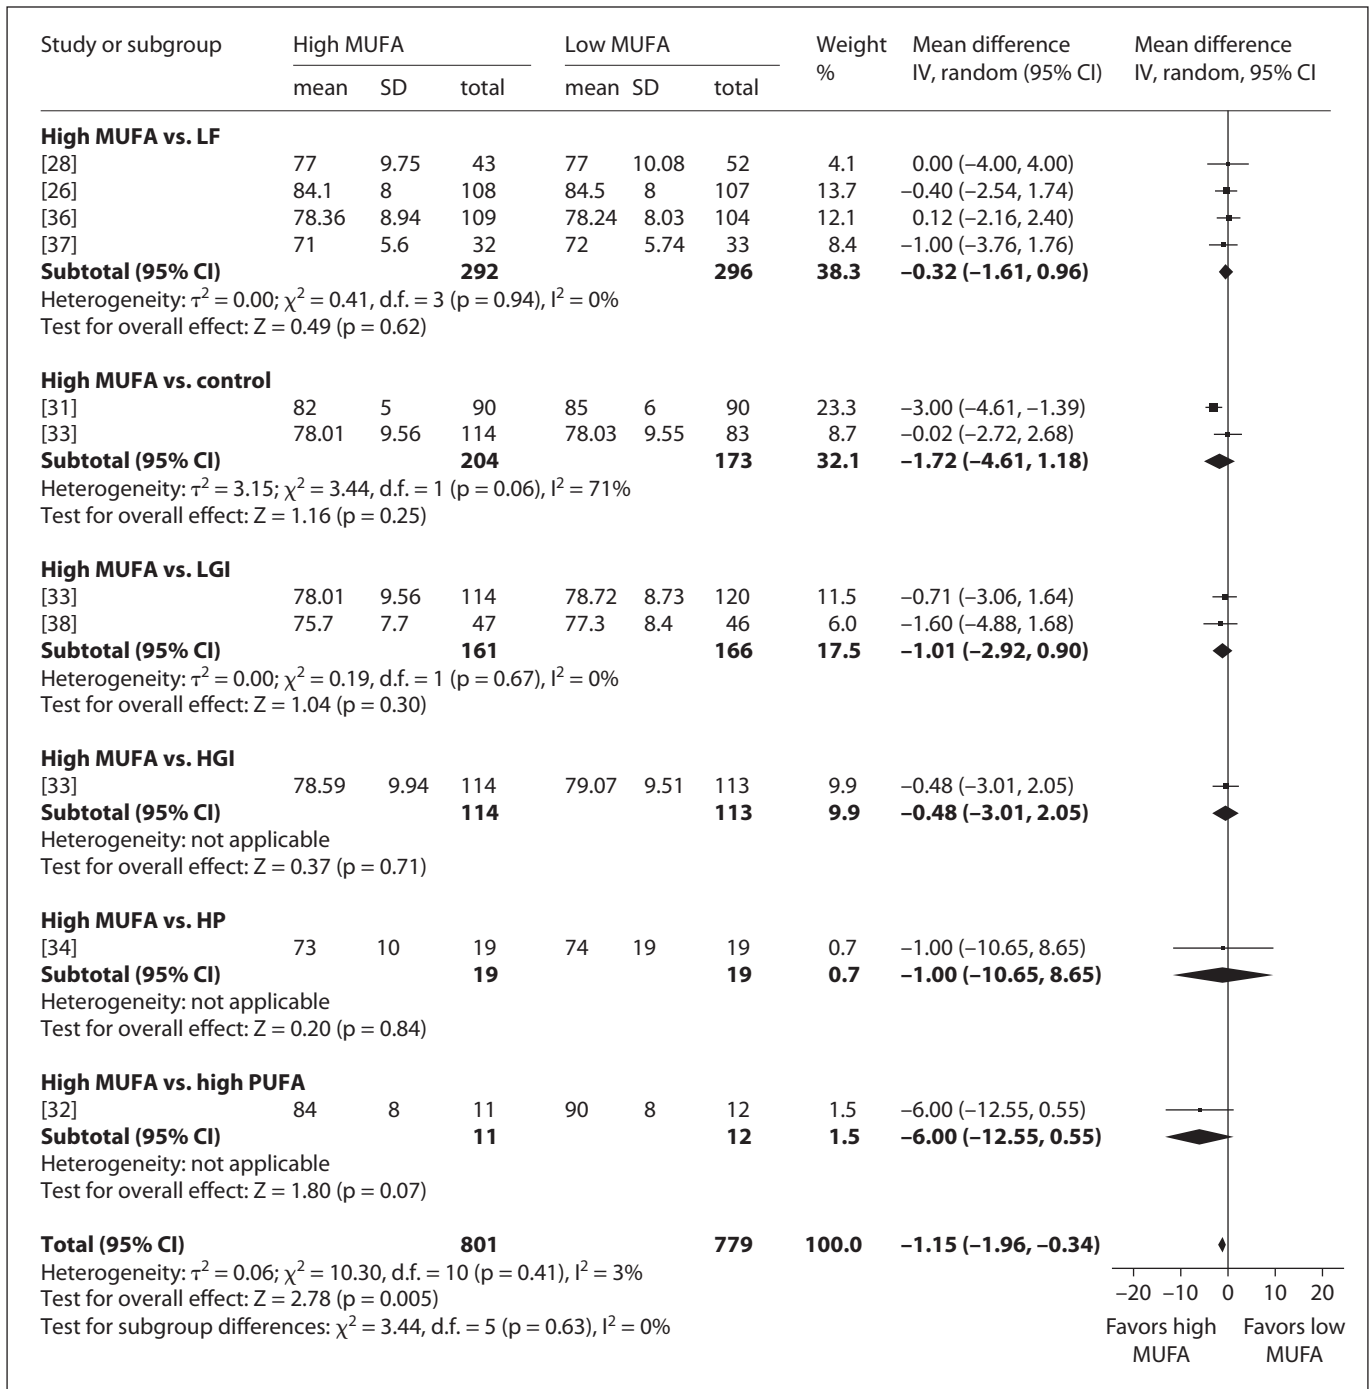 Study or subgroup High MUFA Low MUFA Weight % Mean difference IV, random (95% CI) Mean difference IV, random, 95% CI
mean SD total mean SD total
High MUFA vs. LF
[28] 77 9.75 43 77 10.08 52 4.1 0.00 (–4.00, 4.00)
[26] 84.1 8 108 84.5 8 107 13.7 –0.40 (–2.54, 1.74)
[36] 78.36 8.94 109 78.24 8.03 104 12.1 0.12 (–2.16, 2.40)
[37] 71 5.6 32 72 5.74 33 8.4 –1.00 (–3.76, 1.76)
Subtotal (95% CI) 292 296 38.3 –0.32 (–1.61, 0.96)
Heterogeneity: τ² = 0.00; χ² = 0.41, d.f. = 3 (p = 0.94), I² = 0%
Test for overall effect: Z = 0.49 (p = 0.62)
High MUFA vs. control
[31] 82 5 90 85 6 90 23.3 –3.00 (–4.61, –1.39)
[33] 78.01 9.56 114 78.03 9.55 83 8.7 –0.02 (–2.72, 2.68)
Subtotal (95% CI) 204 173 32.1 –1.72 (–4.61, 1.18)
Heterogeneity: τ² = 3.15; χ² = 3.44, d.f. = 1 (p = 0.06), I² = 71%
Test for overall effect: Z = 1.16 (p = 0.25)
High MUFA vs. LGI
[33] 78.01 9.56 114 78.72 8.73 120 11.5 –0.71 (–3.06, 1.64)
[38] 75.7 7.7 47 77.3 8.4 46 6.0 –1.60 (–4.88, 1.68)
Subtotal (95% CI) 161 166 17.5 –1.01 (–2.92, 0.90)
Heterogeneity: τ² = 0.00; χ² = 0.19, d.f. = 1 (p = 0.67), I² = 0%
Test for overall effect: Z = 1.04 (p = 0.30)
High MUFA vs. HGI
[33] 78.59 9.94 114 79.07 9.51 113 9.9 –0.48 (–3.01, 2.05)
Subtotal (95% CI) 114 113 9.9 –0.48 (–3.01, 2.05)
Heterogeneity: not applicable
Test for overall effect: Z = 0.37 (p = 0.71)
High MUFA vs. HP
[34] 73 10 19 74 19 19 0.7 –1.00 (–10.65, 8.65)
Subtotal (95% CI) 19 19 0.7 –1.00 (–10.65, 8.65)
Heterogeneity: not applicable
Test for overall effect: Z = 0.20 (p = 0.84)
High MUFA vs. high PUFA
[32] 84 8 11 90 8 12 1.5 –6.00 (–12.55, 0.55)
Subtotal (95% CI) 11 12 1.5 –6.00 (–12.55, 0.55)
Heterogeneity: not applicable
Test for overall effect: Z = 1.80 (p = 0.07)
Total (95% CI) 801 779 100.0 –1.15 (–1.96, –0.34)
Heterogeneity: τ² = 0.06; χ² = 10.30, d.f. = 10 (p = 0.41), I² = 3%
Test for overall effect: Z = 2.78 (p = 0.005)
Test for subgroup differences: χ² = 3.44, d.f. = 5 (p = 0.63), I² = 0%
–20 –10 0 10 20
Favors high MUFA Favors low MUFA